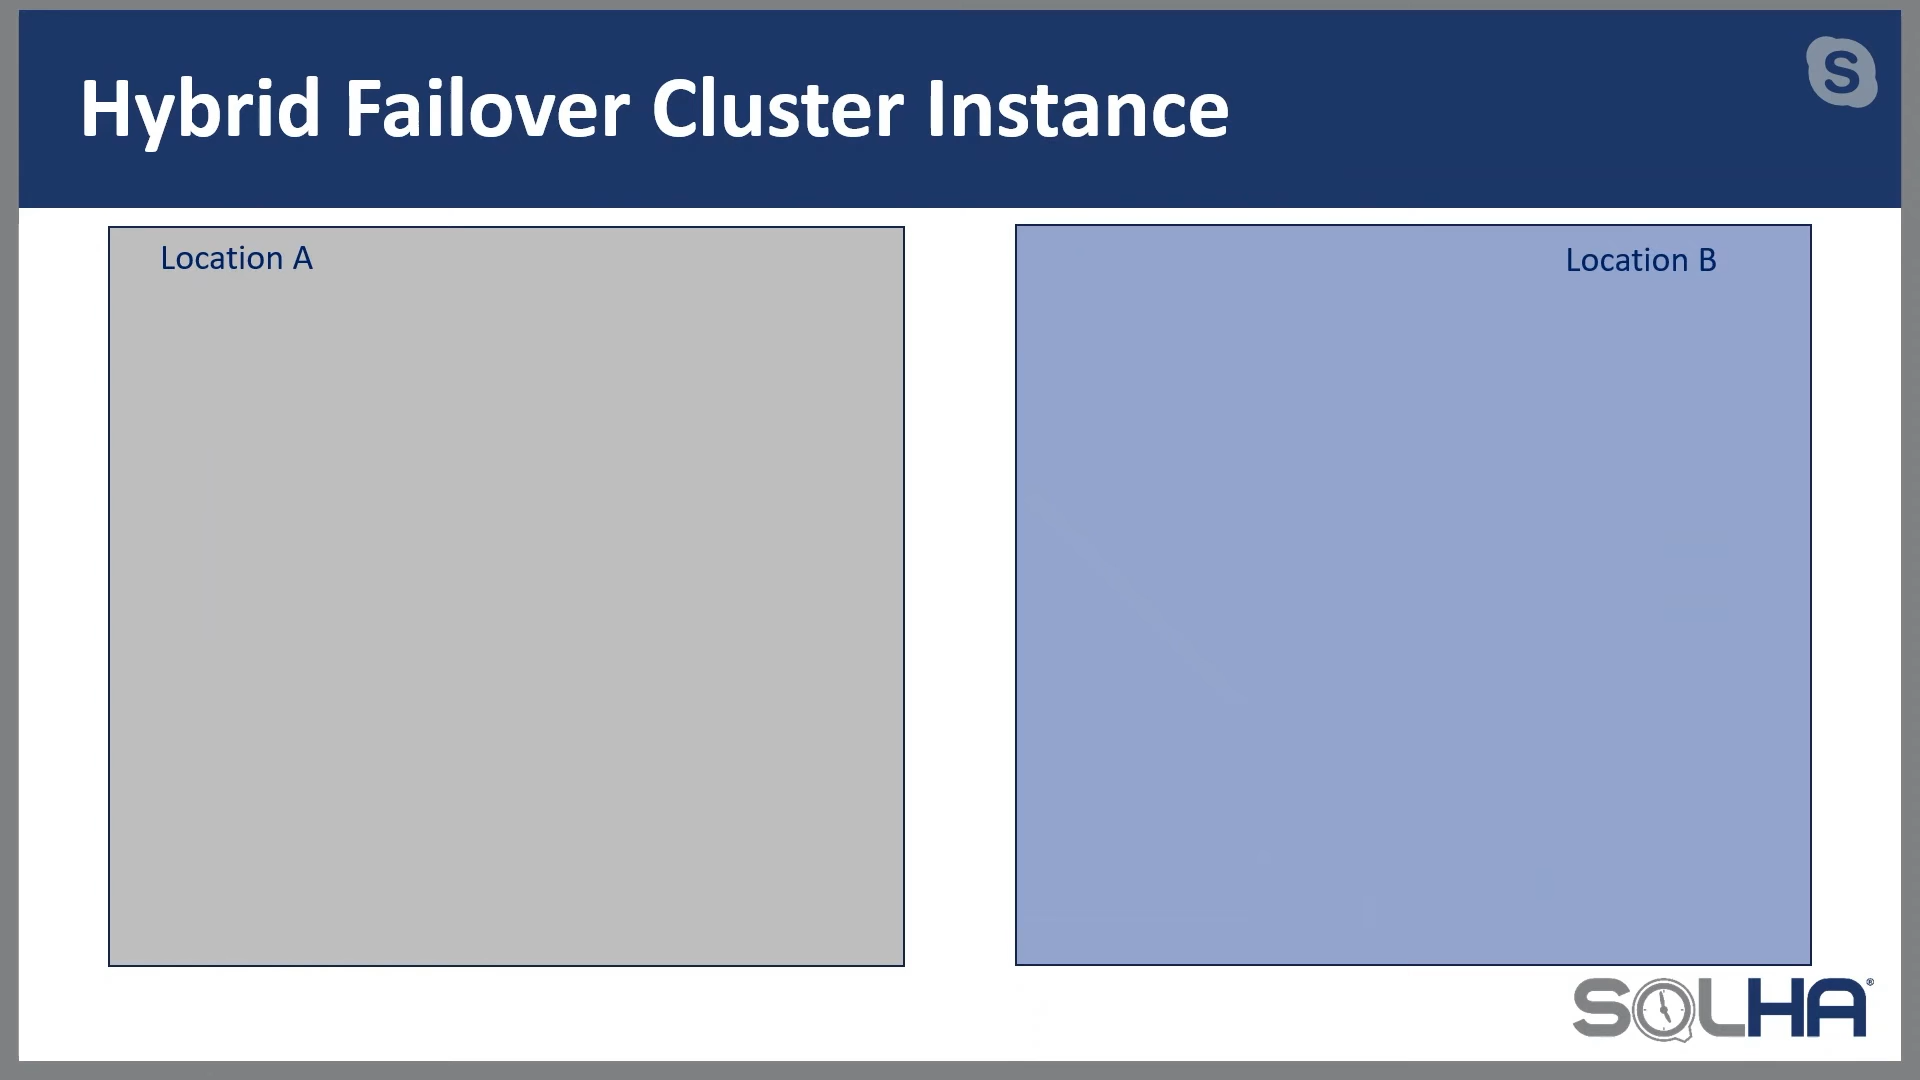 Hybrid Failover Cluster Instance
S
Location A
Location B
SQLHA®